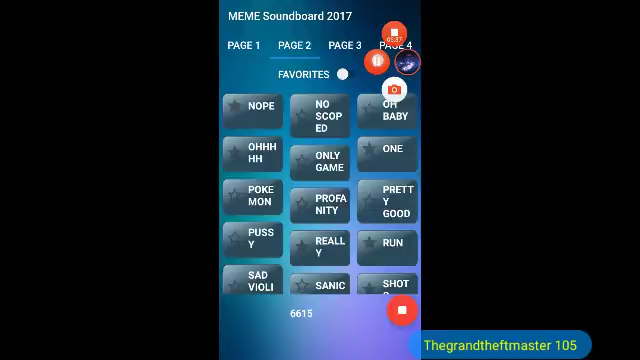 MEME Soundboard 2017
01:37
PAGE 1 PAGE 2 PAGE 3 PAGE 4
FAVORITES
NOPE
NO
SCOP
ED
OH
BABY
OHHH
HH
ONLY
GAME
ONE
POKE
MON
PROFA
NITY
PRETT
Y
GOOD
PUSS
Y
REALL
Y
RUN
SAD
VIOLI
SANIC
SHOT
6615
Thegrandtheftmaster 105